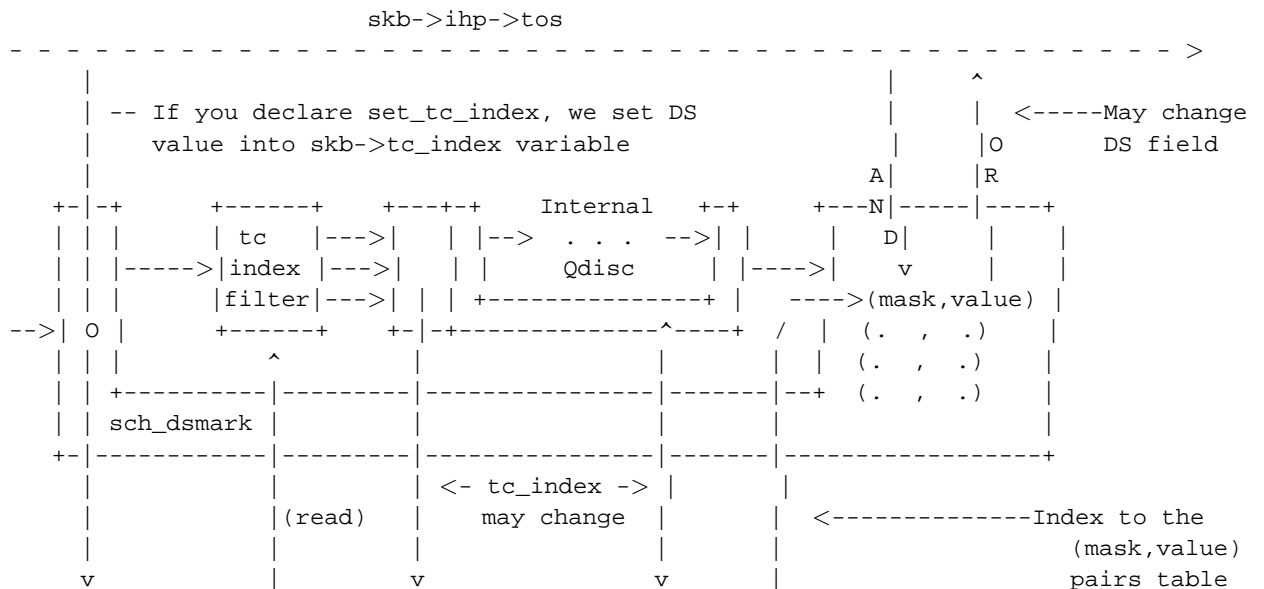 skb->ihp->tos
- - - - - - - - - - - - - - - - - - - - - - - - - - - - - - - - - - - - - - - - - >
|                                                        |     ^
| -- If you declare set_tc_index, we set DS              |     |  <-----May change
|    value into skb->tc_index variable                   |     |O       DS field
|                                                       A|     |R
+-|-+      +------+    +---+-+    Internal   +-+     +---N|-----|----+
| | |      | tc   |--->|   | |-->  . . .  -->| |     |   D|     |    |
| | |----->|index |--->|   | |     Qdisc     | |---->|    v     |    |
| | |      |filter|--->| | | +---------------+ |   ---->(mask,value) |
-->| O |      +------+    +-|-+--------------^----+  /  |  (.  ,  .)    |
| | |          ^         |                |       |  |  (.  ,  .)    |
| | +----------|---------|----------------|-------|--+  (.  ,  .)    |
| | sch_dsmark |         |                |       |                  |
+-|------------|---------|----------------|-------|------------------+
|            |         | <- tc_index -> |       |
|            |(read)   |   may change   |       |  <--------------Index to the
|            |         |                |       |                    (mask,value)
v            |         v                v       |                    pairs table